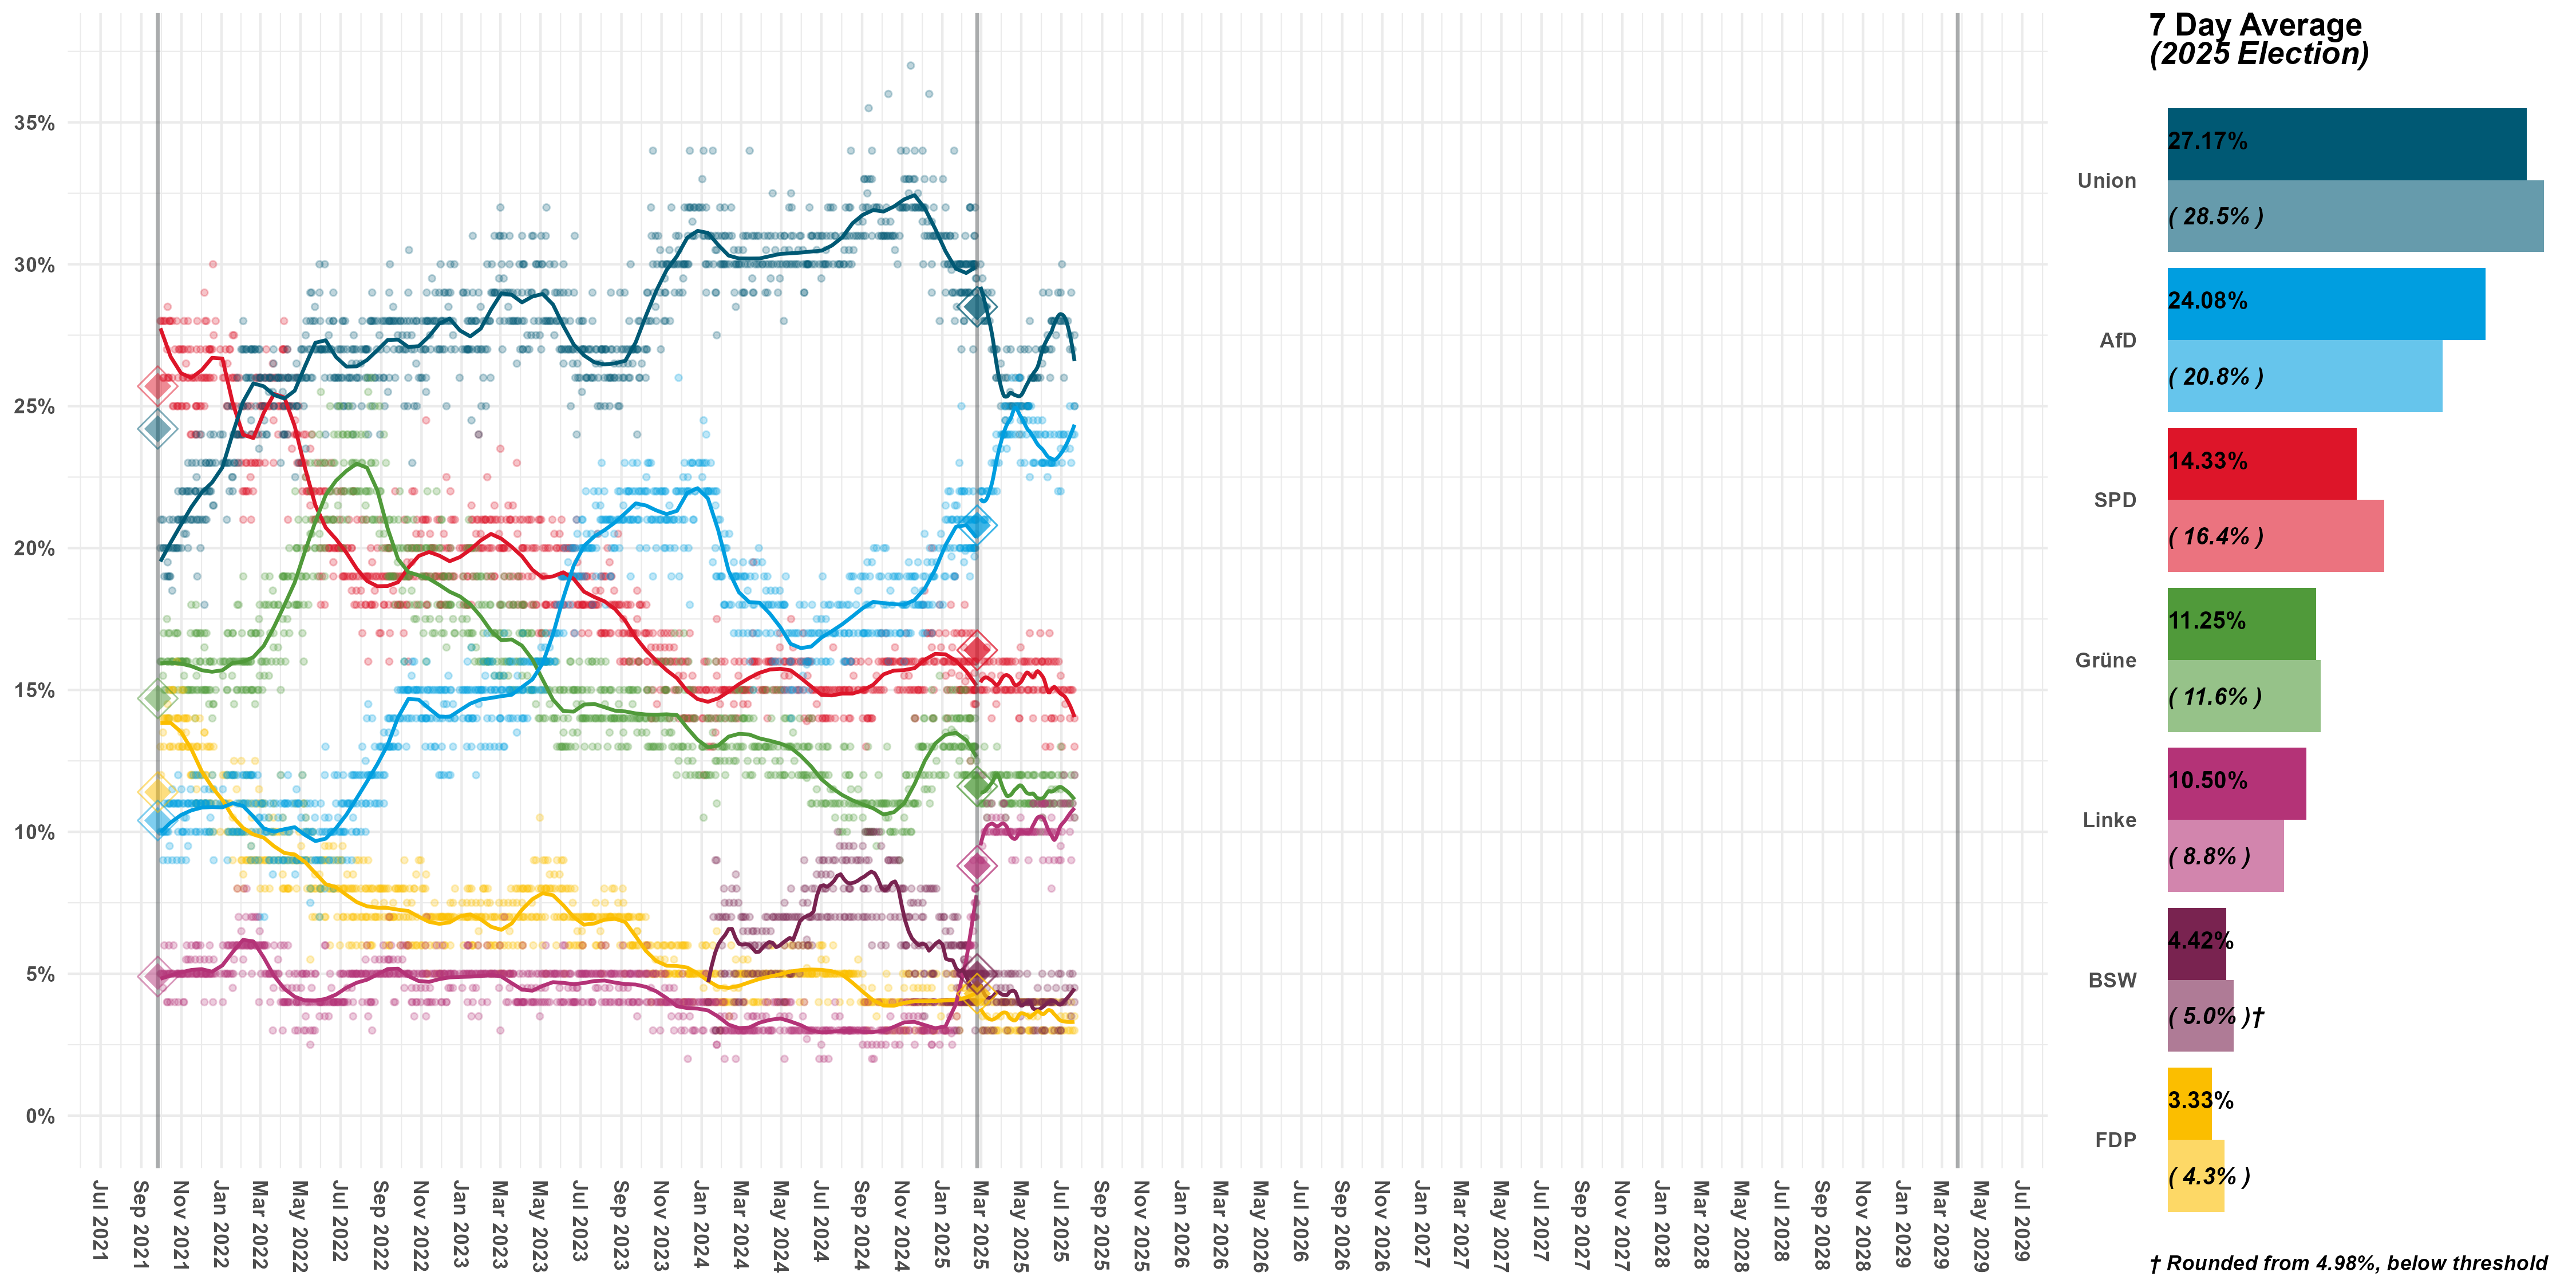 7 Day Average
(2025 Election)
35%
30%
25%
20%
15%
10%
5%
0%
Jul 2021
Sep 2021
Nov 2021
Jan 2022
Mar 2022
May 2022
Jul 2022
Sep 2022
Nov 2022
Jan 2023
Mar 2023
May 2023
Jul 2023
Sep 2023
Nov 2023
Jan 2024
Mar 2024
May 2024
Jul 2024
Sep 2024
Nov 2024
Jan 2025
Mar 2025
May 2025
Jul 2025
Sep 2025
Nov 2025
Jan 2026
Mar 2026
May 2026
Jul 2026
Sep 2026
Nov 2026
Jan 2027
Mar 2027
May 2027
Jul 2027
Sep 2027
Nov 2027
Jan 2028
Mar 2028
May 2028
Jul 2028
Sep 2028
Nov 2028
Jan 2029
Mar 2029
May 2029
Jul 2029
Union
27.17%
( 28.5% )
AfD
24.08%
( 20.8% )
SPD
14.33%
( 16.4% )
Grüne
11.25%
( 11.6% )
Linke
10.50%
( 8.8% )
BSW
4.42%
( 5.0% )†
FDP
3.33%
( 4.3% )
† Rounded from 4.98%, below threshold